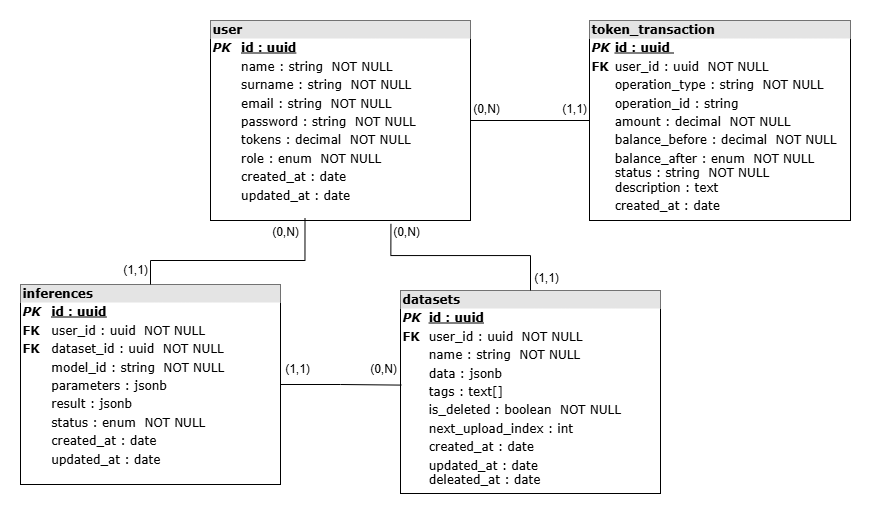 user
PK id : uuid
name : string NOT NULL
surname : string NOT NULL
email : string NOT NULL
password : string NOT NULL
tokens : decimal NOT NULL
role : enum NOT NULL
created_at : date
updated_at : date
token_transaction
PK id : uuid
FK user_id : uuid NOT NULL
operation_type : string NOT NULL
operation_id : string
amount : decimal NOT NULL
balance_before : decimal NOT NULL
balance_after : enum NOT NULL
status : string NOT NULL
description : text
created_at : date
(0,N) (1,1)
(0,N) (0,N)
(1,1) (1,1)
inferences
PK id : uuid
FK user_id : uuid NOT NULL
FK dataset_id : uuid NOT NULL
model_id : string NOT NULL
parameters : jsonb
result : jsonb
status : enum NOT NULL
created_at : date
updated_at : date
(1,1) (0,N)
datasets
PK id : uuid
FK user_id : uuid NOT NULL
name : string NOT NULL
data : jsonb
tags : text[]
is_deleted : boolean NOT NULL
next_upload_index : int
created_at : date
updated_at : date
deleated_at : date